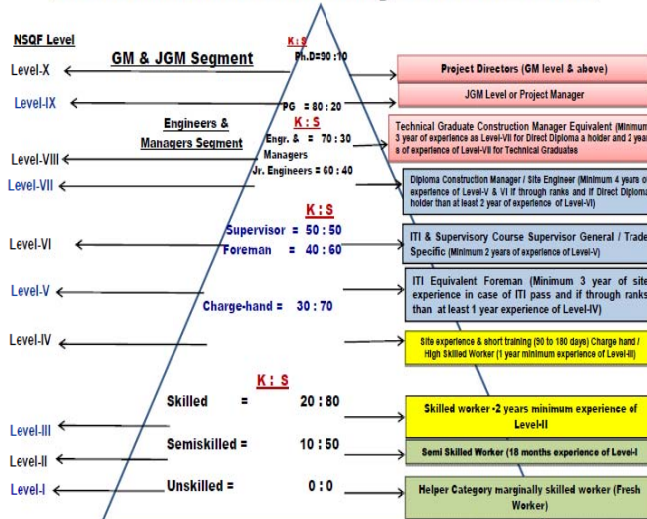 NSQF Level
GM & JGM Segment
K:S
Ph.D=90:10
Level-X
Project Directors (GM level & above)
Level-IX
PG = 80:20
JGM Level or Project Manager
Engineers &
Managers Segment
K:S
Engr. & = 70:30
Managers
Level-VIII
Technical Graduate Construction Manager Equivalent (Minimum
3 year of experience as Level-VII for Direct Diploma a holder and 2 year
s of experience of Level-VII for Technical Graduates
Jr. Engineers = 60:40
Level-VII
Diploma Construction Manager / Site Engineer (Minimum 4 years of
experience of Level-V & VI if through ranks and if Direct Diploma
holder than at least 2 year of experience of Level-VI)
K:S
Supervisor = 50:50
Foreman = 40:60
Level-VI
ITI & Supervisory Course Supervisor General / Trade
Specific (Minimum 2 years of experience of Level-V)
Level-V
ITI Equivalent Foreman (Minimum 3 year of site
experience in case of ITI pass and if through ranks
than at least 1 year experience of Level-IV)
Charge-hand = 30:70
Level-IV
Site experience & short training (90 to 180 days) Charge hand /
High Skilled Worker (1 year minimum experience of Level-III)
K:S
Skilled = 20:80
Level-III
Skilled worker -2 years minimum experience of
Level-II
Semiskilled = 10:50
Level-II
Semi Skilled Worker (18 months experience of Level-I
Unskilled = 0:0
Level-I
Helper Category marginally skilled worker (Fresh
Worker)